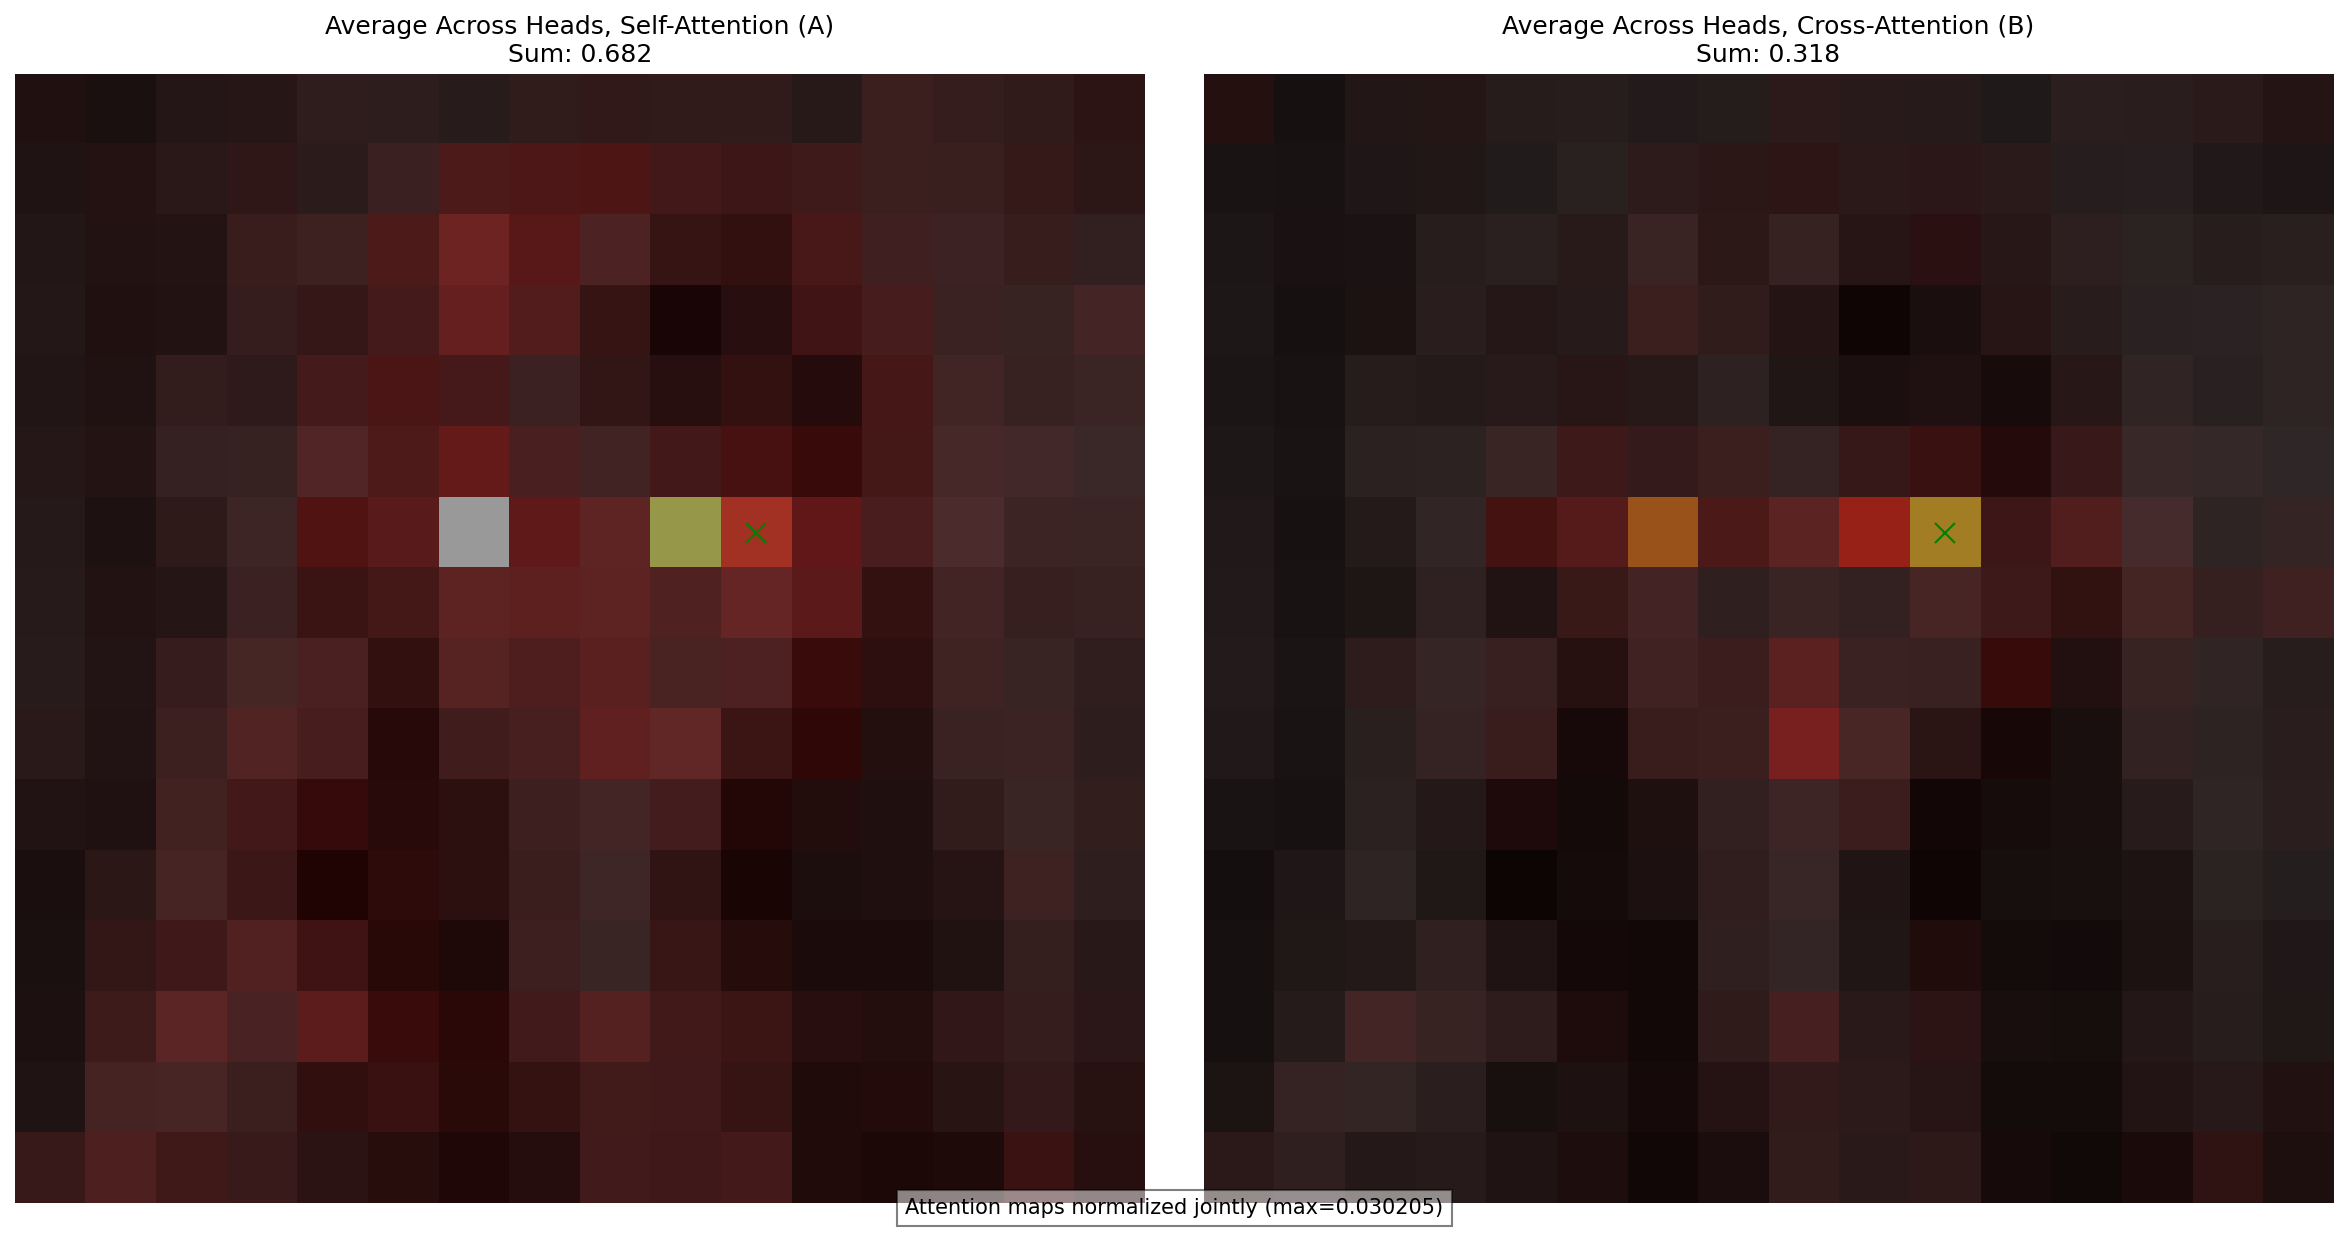 Average Across Heads, Self-Attention (A)
Sum: 0.682
Average Across Heads, Cross-Attention (B)
Sum: 0.318
Attention maps normalized jointly (max=0.030205)